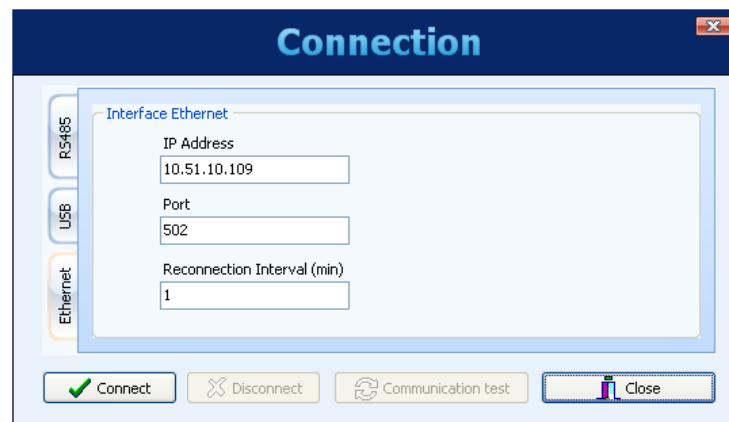 Connection
RS485
USB
Ethernet
Interface Ethernet
IP Address
10.51.10.109
Port
502
Reconnection Interval (min)
1
Connect
Disconnect
Communication test
Close